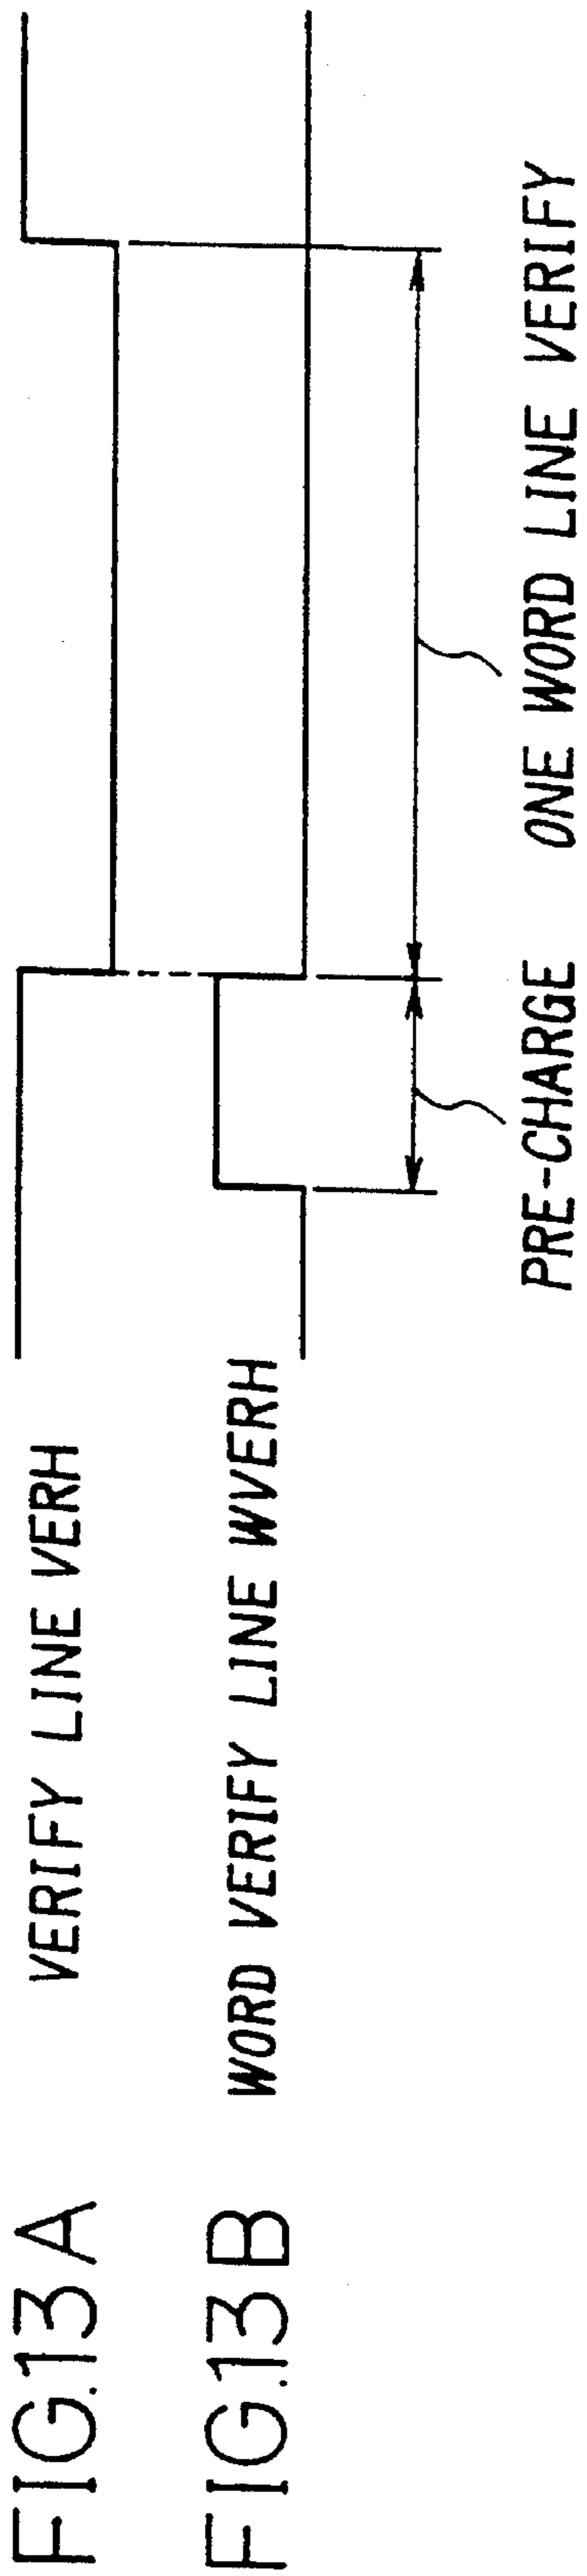 FIG.13A VERIFY LINE VERH
FIG.13B WORD VERIFY LINE WVERH
PRE-CHARGE ONE WORD LINE VERIFY